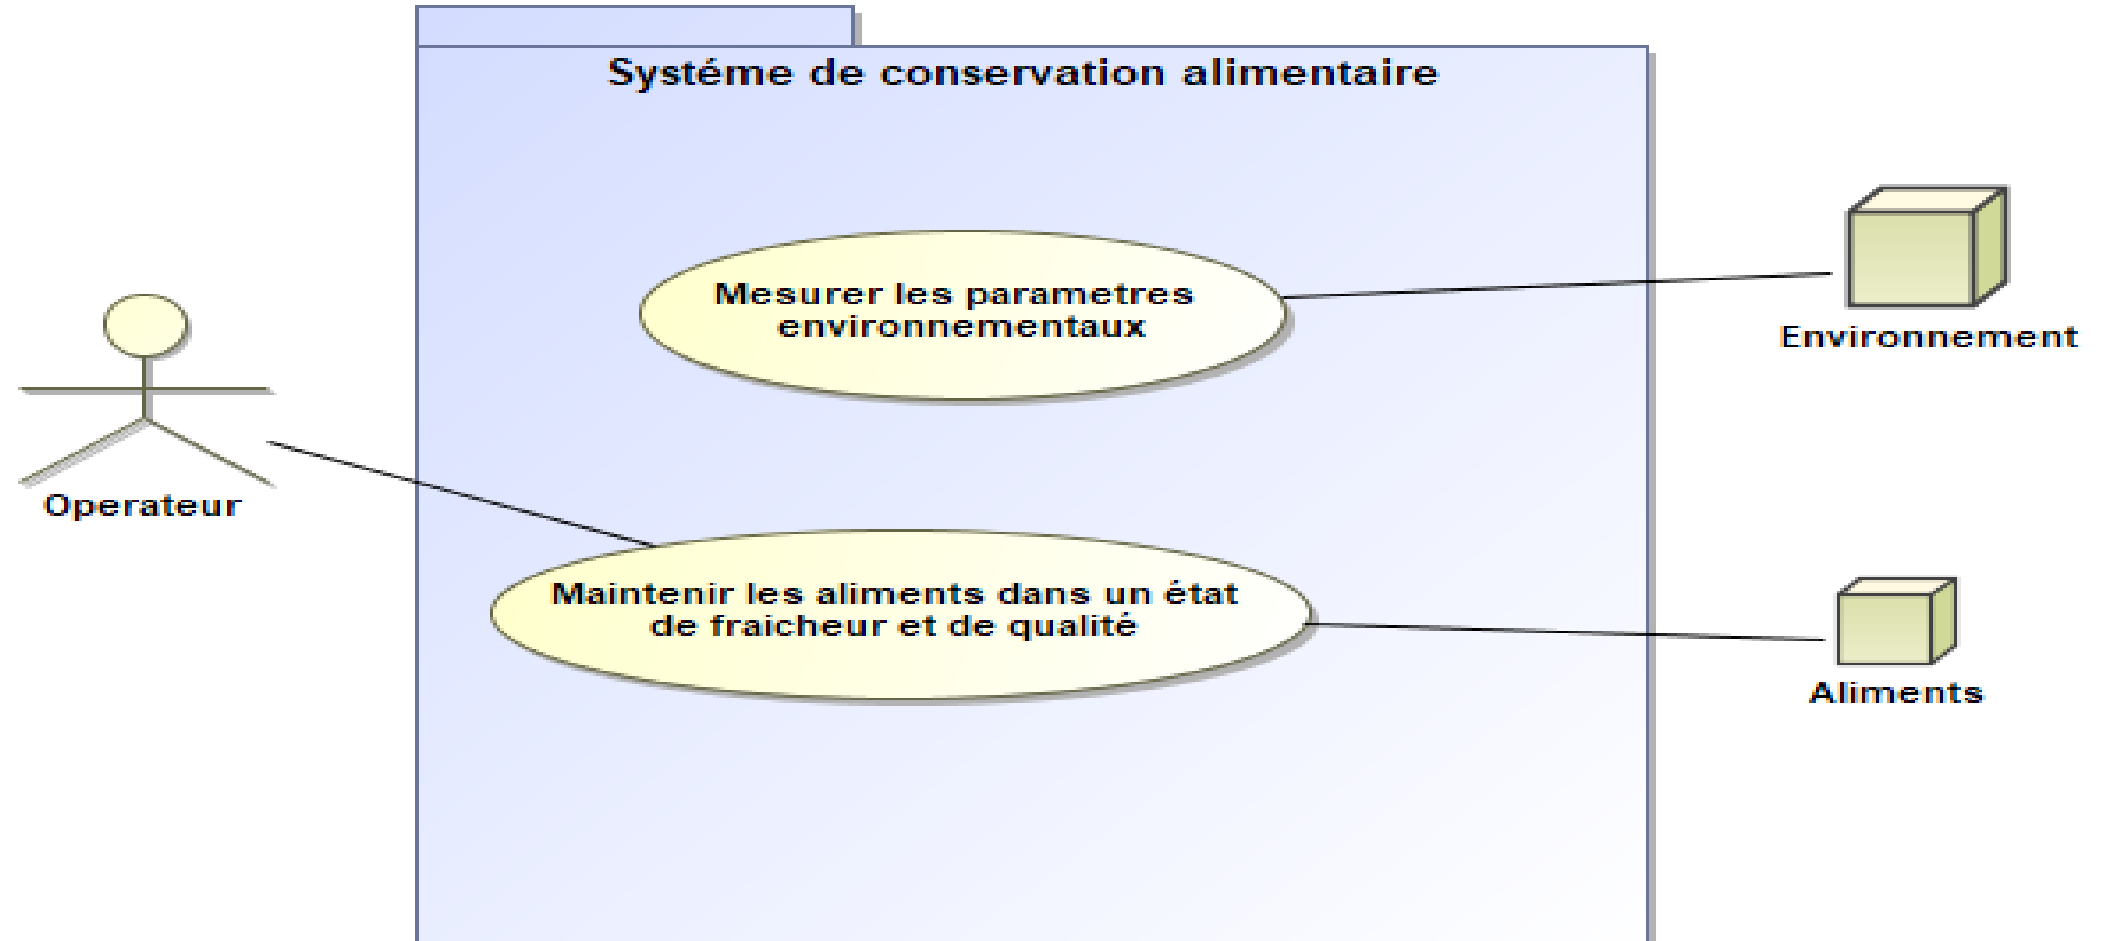 Systéme de conservation alimentaire
Mesurer les parametres
environnementaux
Environnement
Operateur
Maintenir les aliments dans un état
de fraicheur et de qualité
Aliments